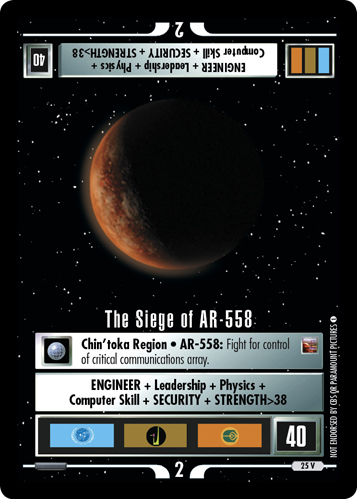 2
ENGINEER + Leadership + Physics +
Computer Skill + SECURITY + STRENGTH>38
40
The Siege of AR-558
Chin'toka Region • AR-558: Fight for control
of critical communications array.
ENGINEER + Leadership + Physics +
Computer Skill + SECURITY + STRENGTH>38
40
NOT ENDORSED BY CBS OR PARAMOUNT PICTURES
2
25 V